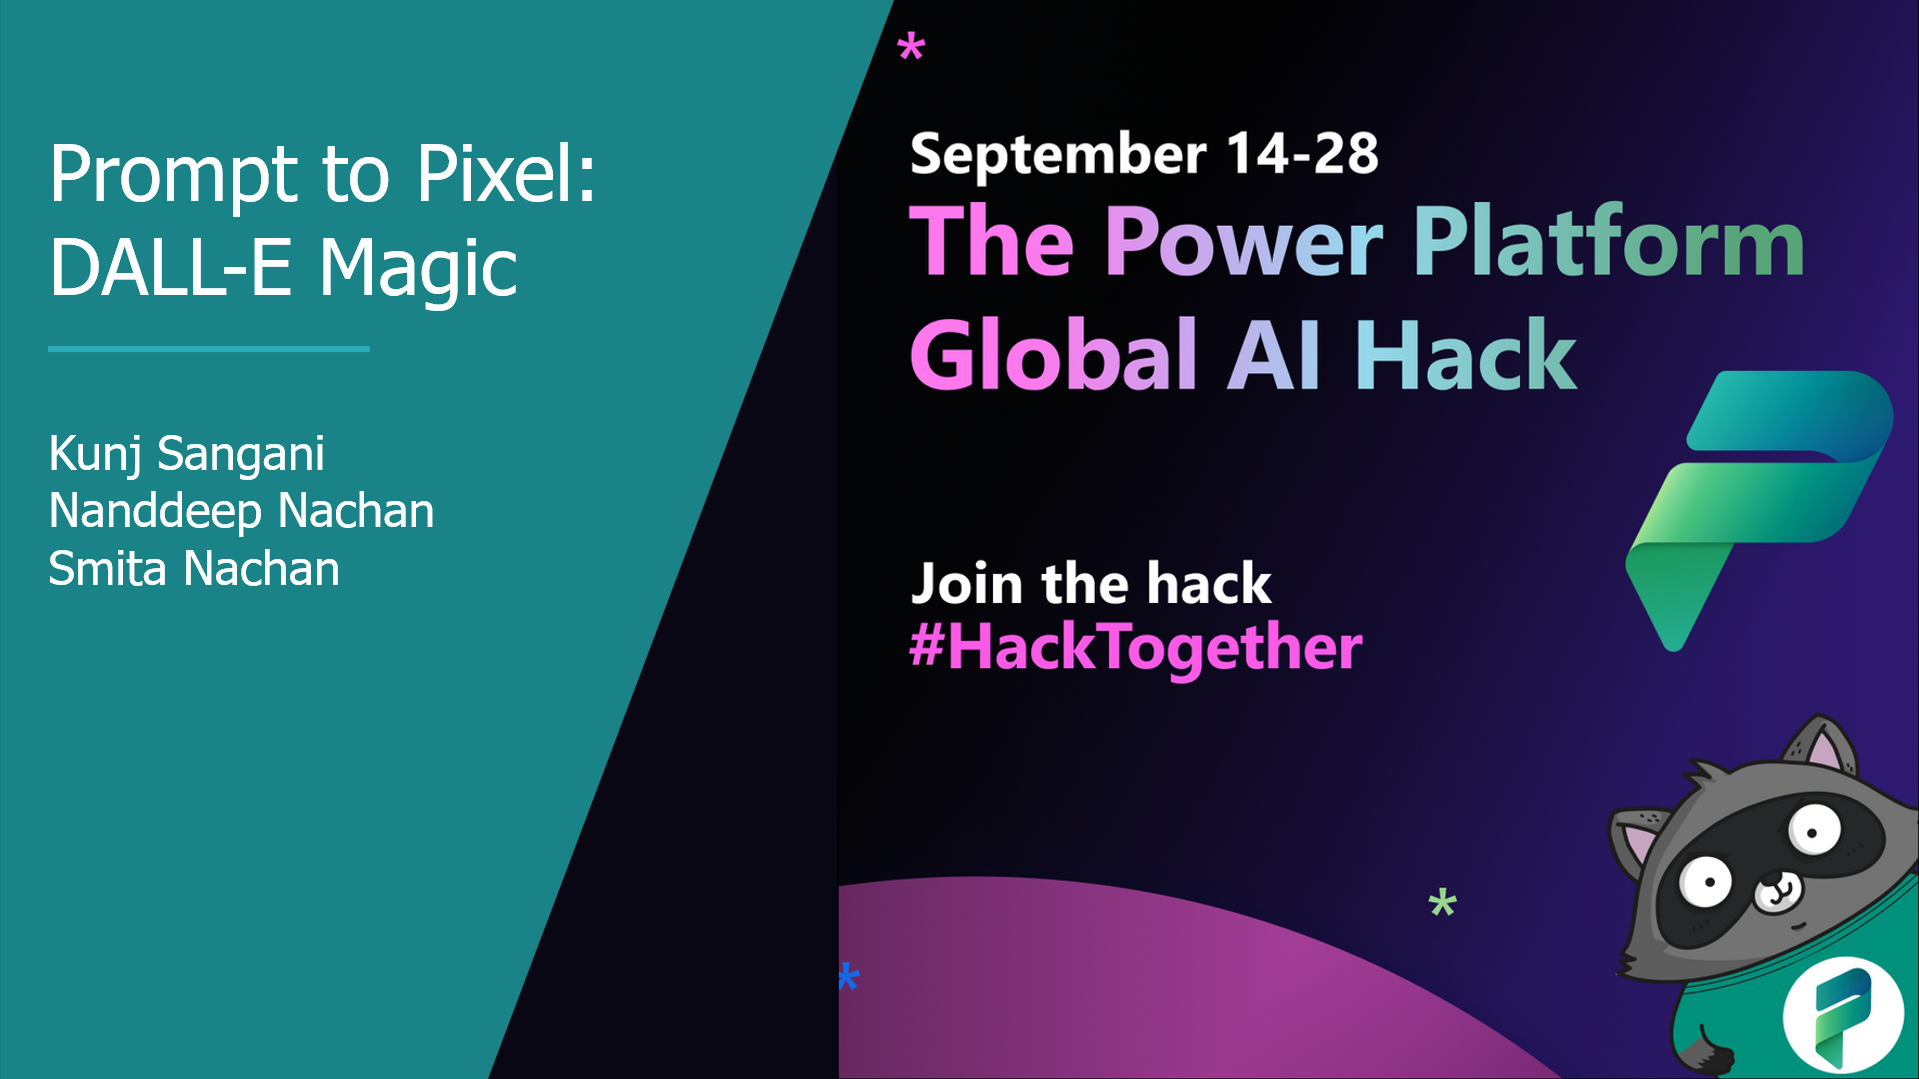 Prompt to Pixel:
DALL-E Magic
Kunj Sangani
Nanddeep Nachan
Smita Nachan
September 14-28
The Power Platform
Global AI Hack
Join the hack
#HackTogether